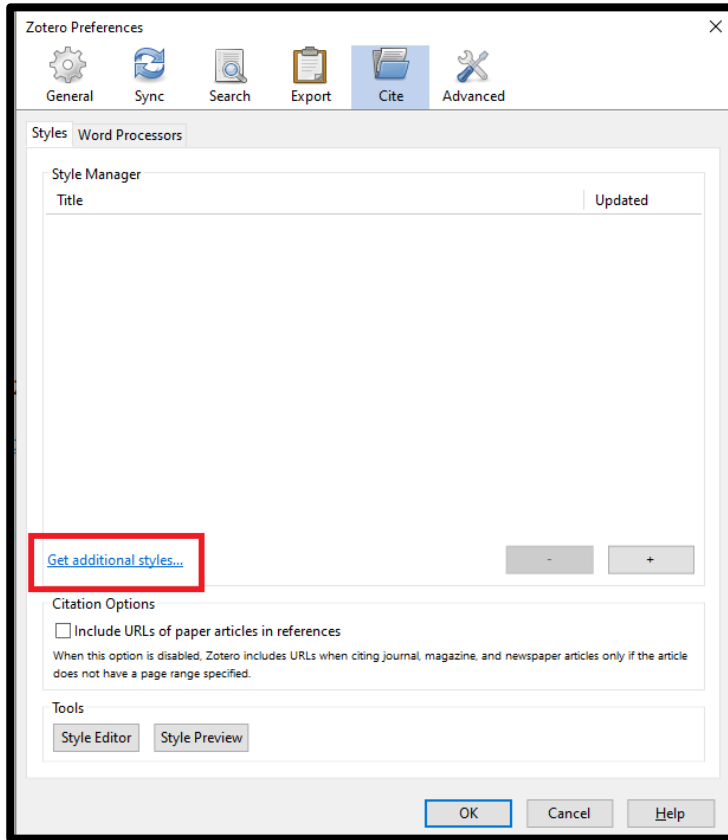 Zotero Preferences
General Sync Search Export Cite Advanced
Styles Word Processors
Style Manager
Title Updated
Get additional styles... - +
Citation Options
Include URLs of paper articles in references
When this option is disabled, Zotero includes URLs when citing journal, magazine, and newspaper articles only if the article
does not have a page range specified.
Tools
Style Editor Style Preview
OK Cancel Help